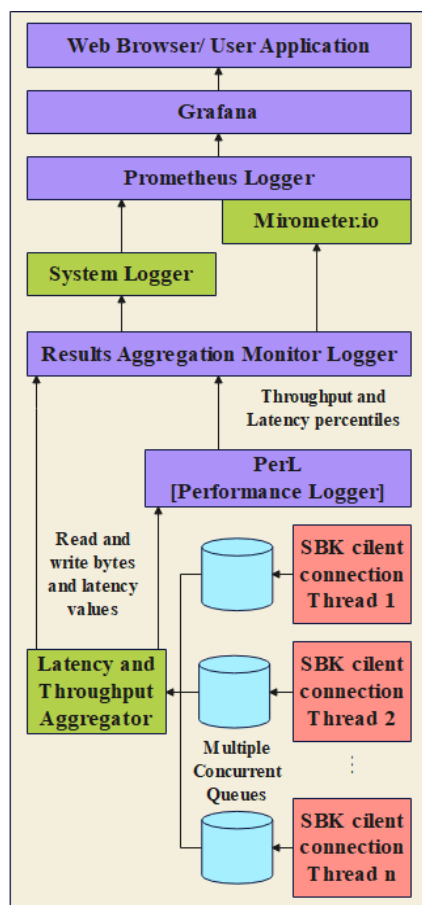 Web Browser/ User Application
Grafana
Prometheus Logger
Mirometer.io
System Logger
Results Aggregation Monitor Logger
Throughput and
Latency percentiles
PerL
[Performance Logger]
Read and
write bytes
and latency
values
SBK cilent
connection
Thread 1
Latency and
Throughput
Aggregator
SBK cilent
connection
Thread 2
Multiple
Concurrent
Queues
SBK cilent
connection
Thread n